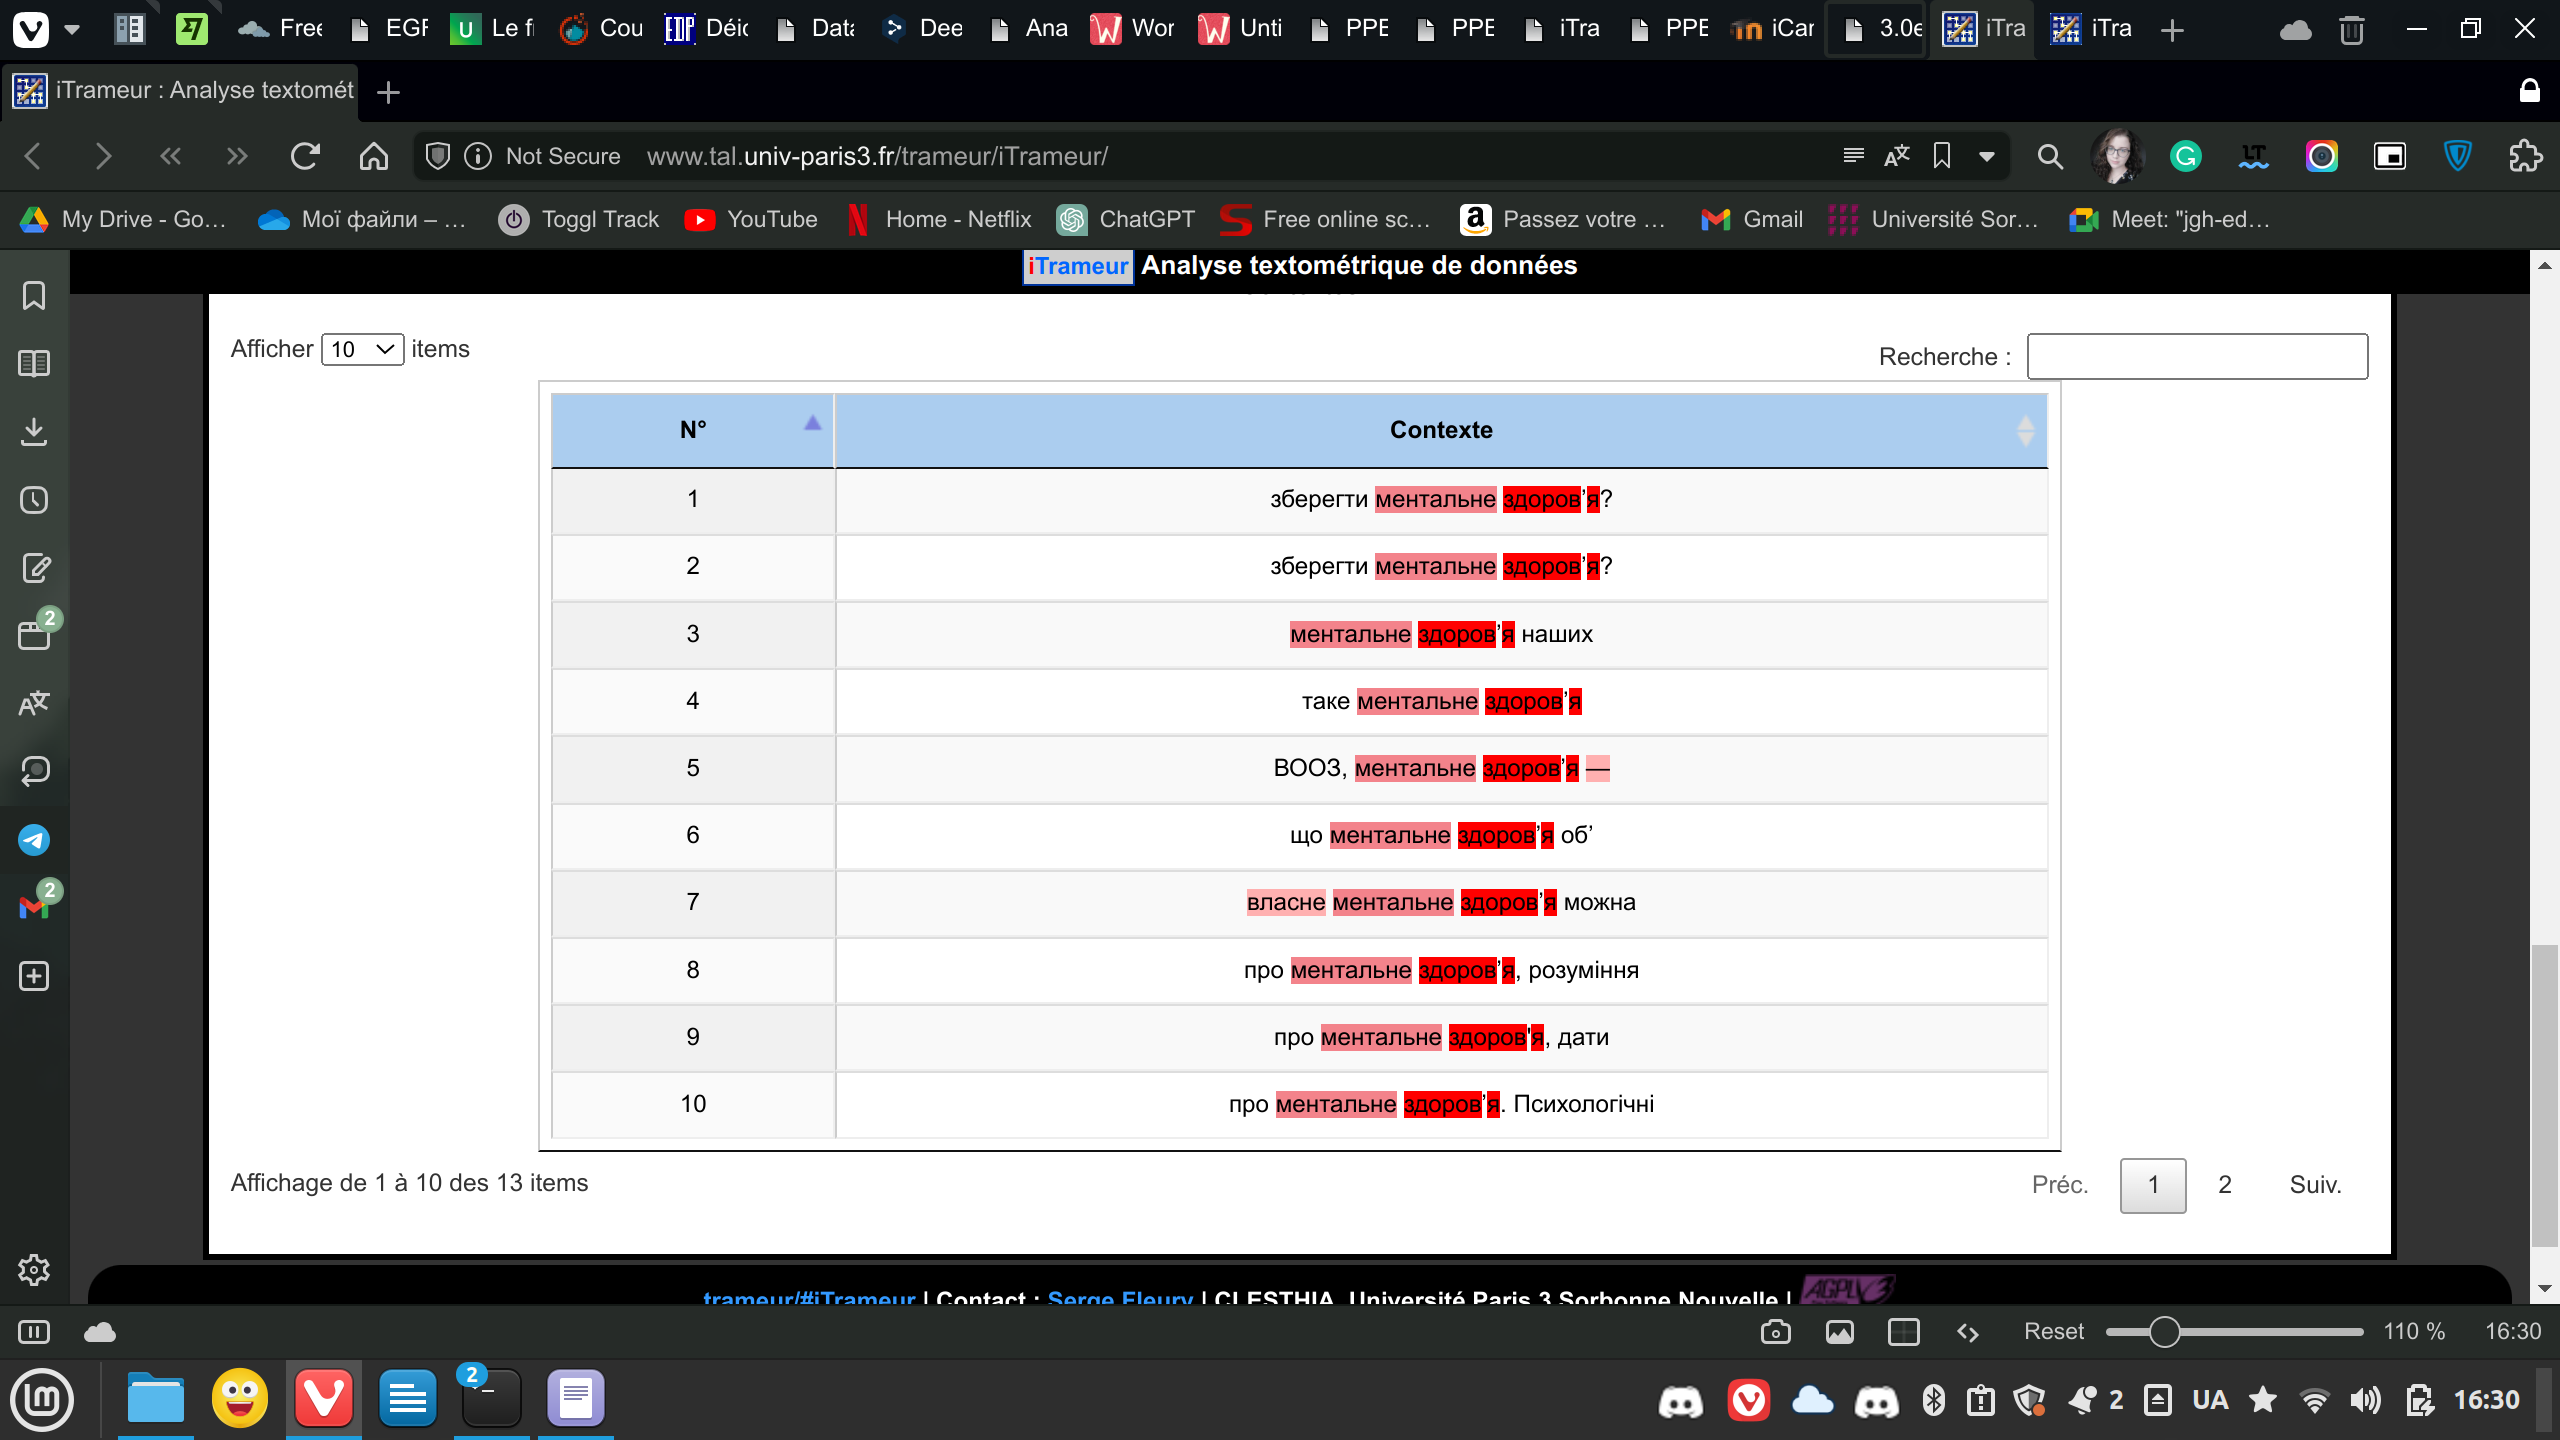 Free EGF Le fi Cou Déic Data Dee Ana Wor Unti PPE PPE iTra PPE iCar 3.0e iTra iTra
iTrameur : Analyse textomét
Not Secure www.tal.univ-paris3.fr/trameur/iTrameur/
My Drive - Go... Мої файли – ... Toggl Track YouTube Home - Netflix ChatGPT Free online sc... Passez votre ... Gmail Université Sor... Meet: "jgh-ed...
iTrameur Analyse textométrique de données
Afficher 10 items
Recherche :
N° Contexte
1 зберегти ментальне здоров’я?
2 зберегти ментальне здоров’я?
3 ментальне здоров’я наших
4 таке ментальне здоров’я
5 ВООЗ, ментальне здоров’я —
6 що ментальне здоров’я об’
7 власне ментальне здоров’я можна
8 про ментальне здоров’я, розуміння
9 про ментальне здоров'я, дати
10 про ментальне здоров’я. Психологічні
Affichage de 1 à 10 des 13 items
Préc. 1 2 Suiv.
trameur/#iTrameur | Contact : Serge Fleury | CLESTHIA, Université Paris 3 Sorbonne Nouvelle | AGPLV3
Reset 110 % 16:30
2 2 UA 16:30
2
2